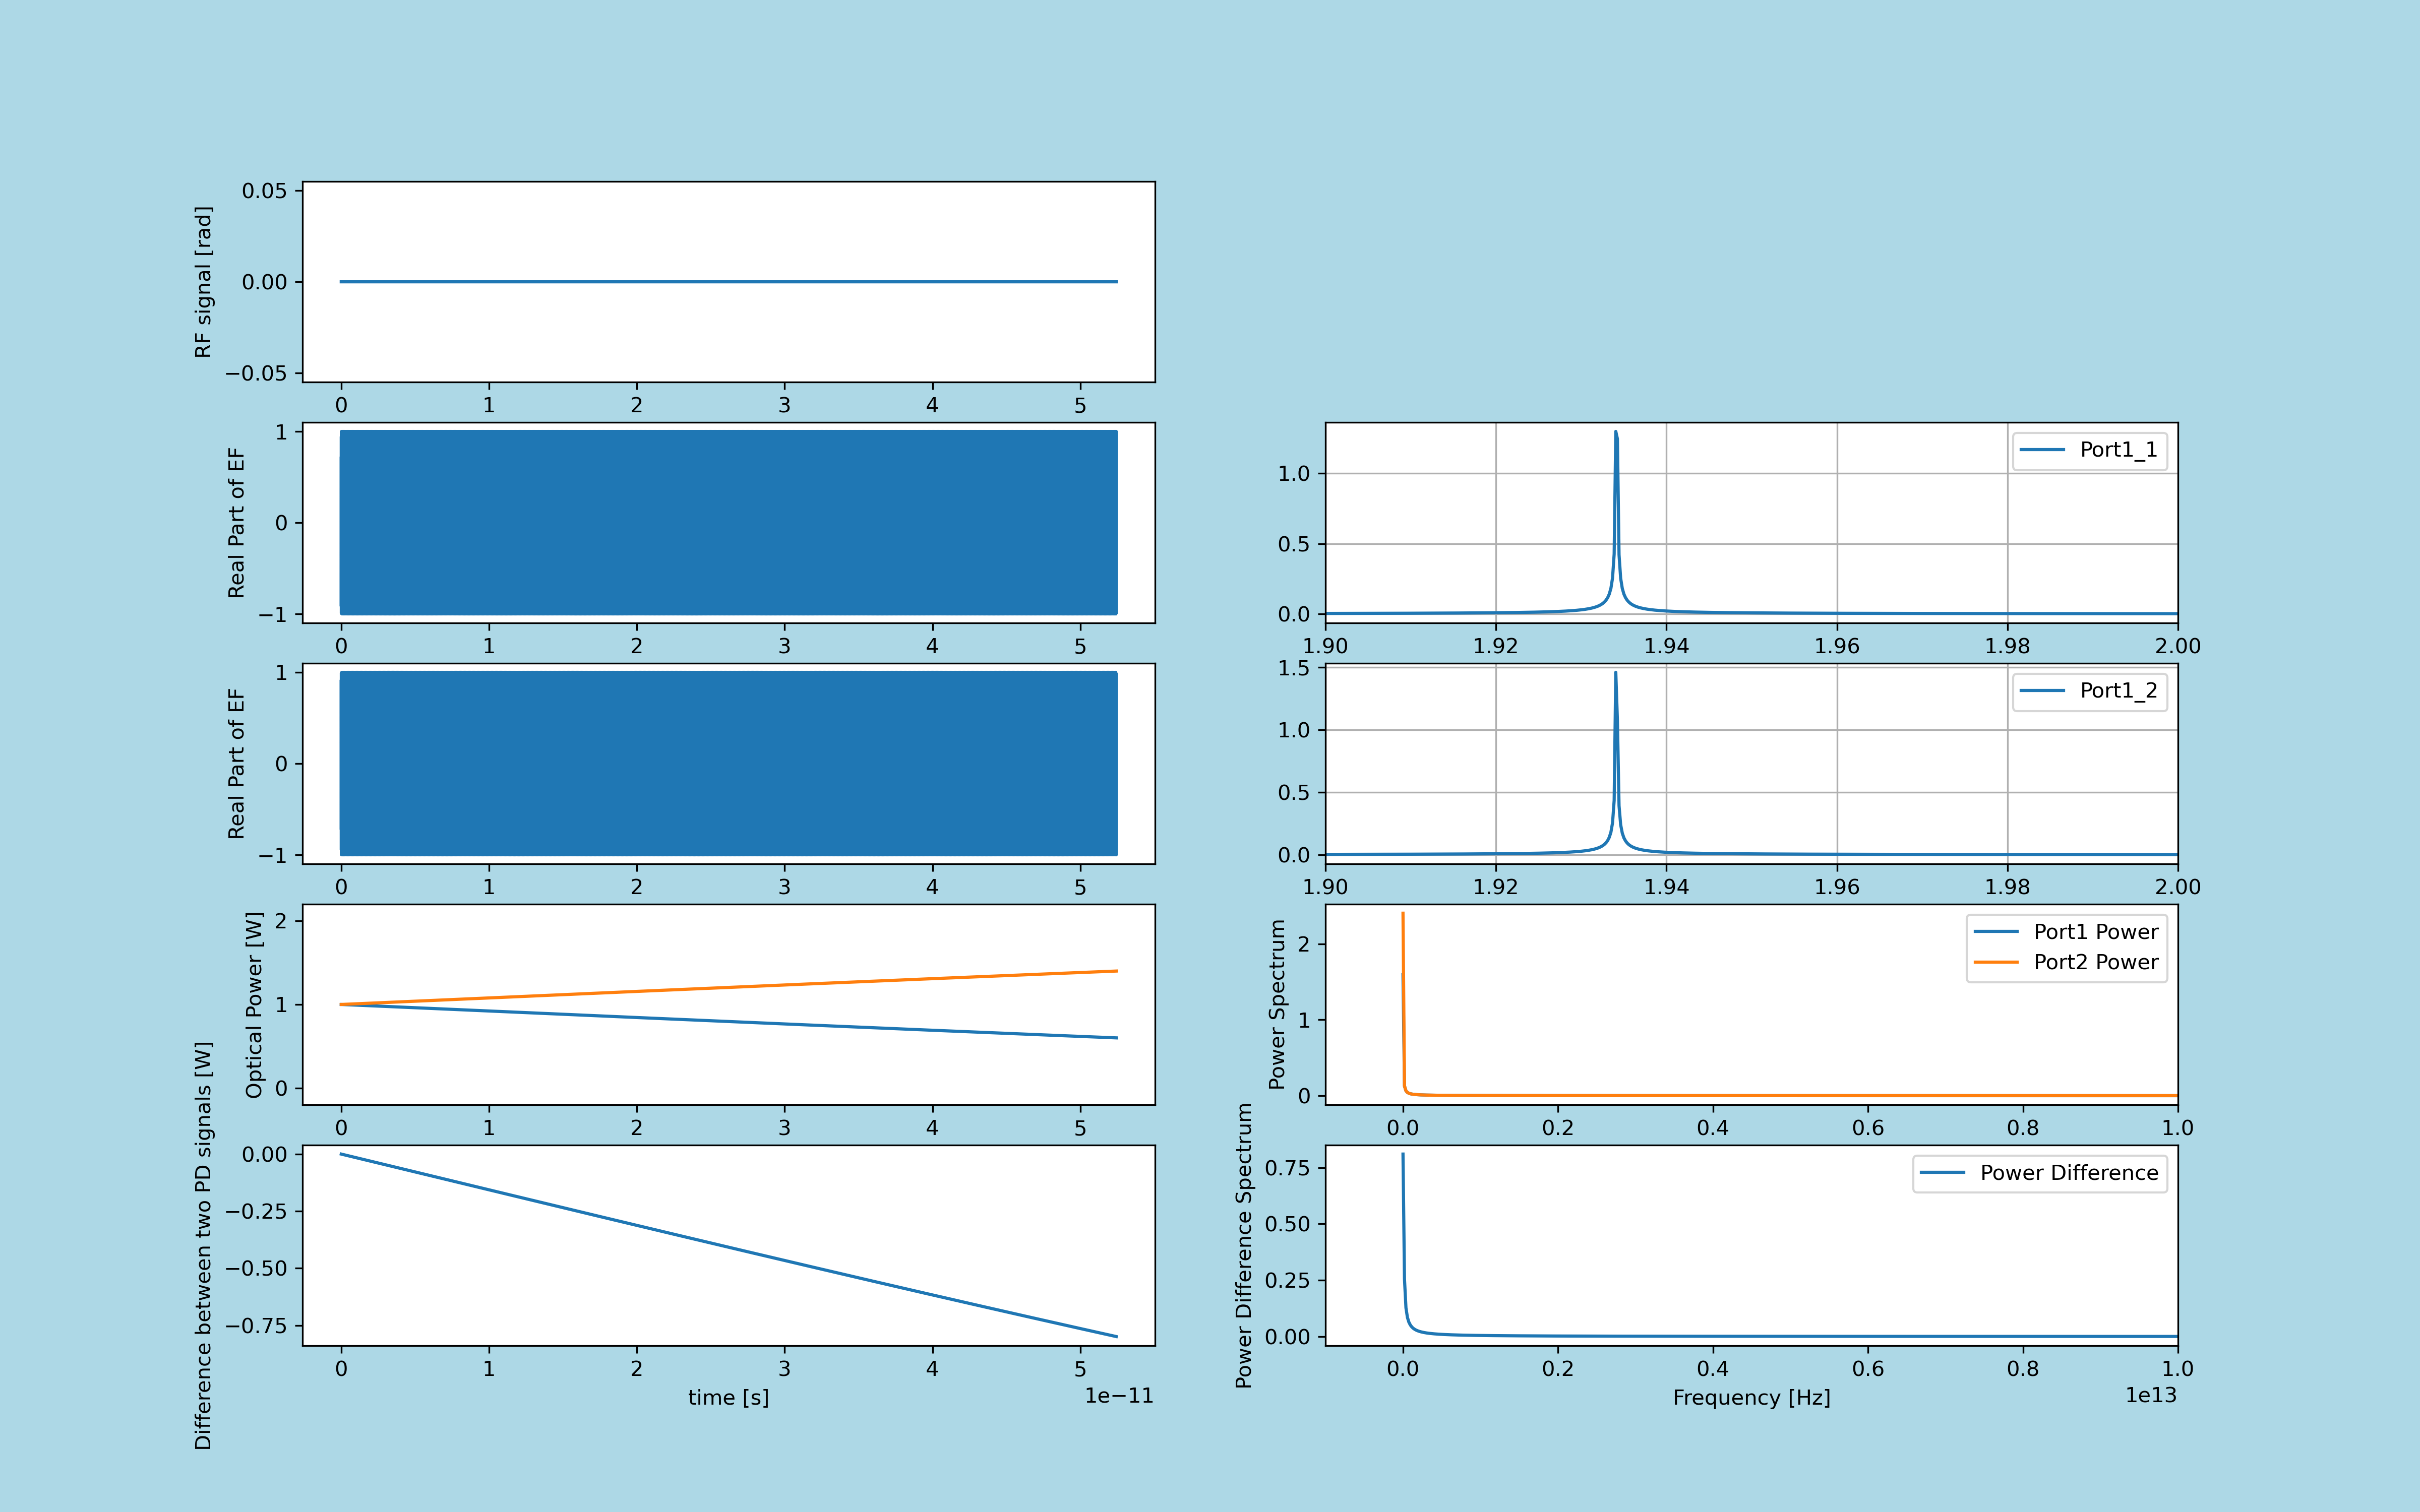 RF signal [rad]
0.05
0.00
−0.05
0 1 2 3 4 5
Real Part of EF
1
0
−1
0 1 2 3 4 5
Port1_1
1.0
0.5
0.0
1.90 1.92 1.94 1.96 1.98 2.00
Real Part of EF
1
0
−1
0 1 2 3 4 5
Port1_2
1.5
1.0
0.5
0.0
1.90 1.92 1.94 1.96 1.98 2.00
Optical Power [W]
2
1
0
0 1 2 3 4 5
Power Spectrum
Port1 Power
Port2 Power
2
1
0
0.0 0.2 0.4 0.6 0.8 1.0
Difference between two PD signals [W]
0.00
−0.25
−0.50
−0.75
0 1 2 3 4 5
time [s]
1e−11
Power Difference Spectrum
Power Difference
0.75
0.50
0.25
0.00
0.0 0.2 0.4 0.6 0.8 1.0
Frequency [Hz]
1e13